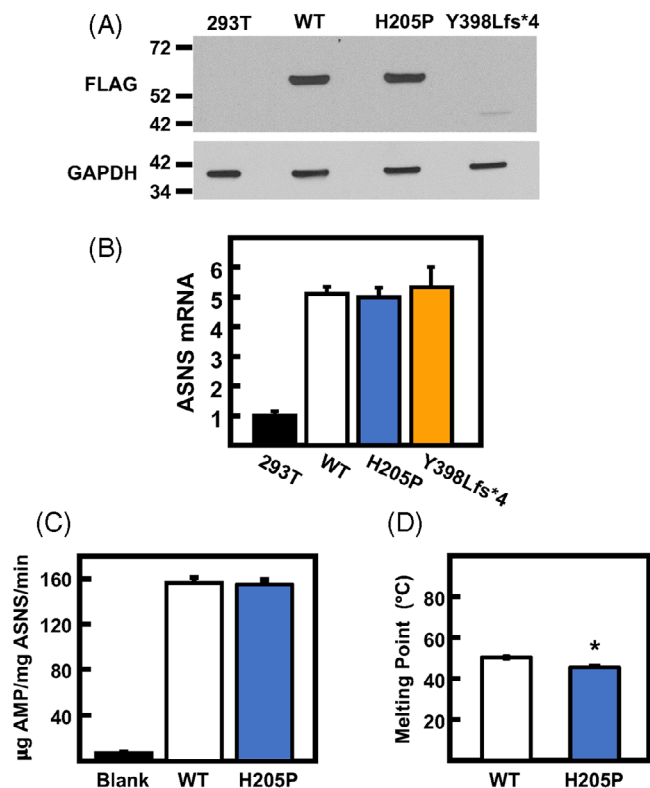 (A)
293T WT H205P Y398Lfs*4
72
FLAG
52
42
GAPDH
42
34
(B)
ASNS mRNA
6
5
4
3
2
1
293T WT H205P Y398Lfs*4
(C)
µg AMP/mg ASNS/min
160
120
80
40
Blank WT H205P
(D)
Melting Point (°C)
80
60
40
20
*
WT H205P